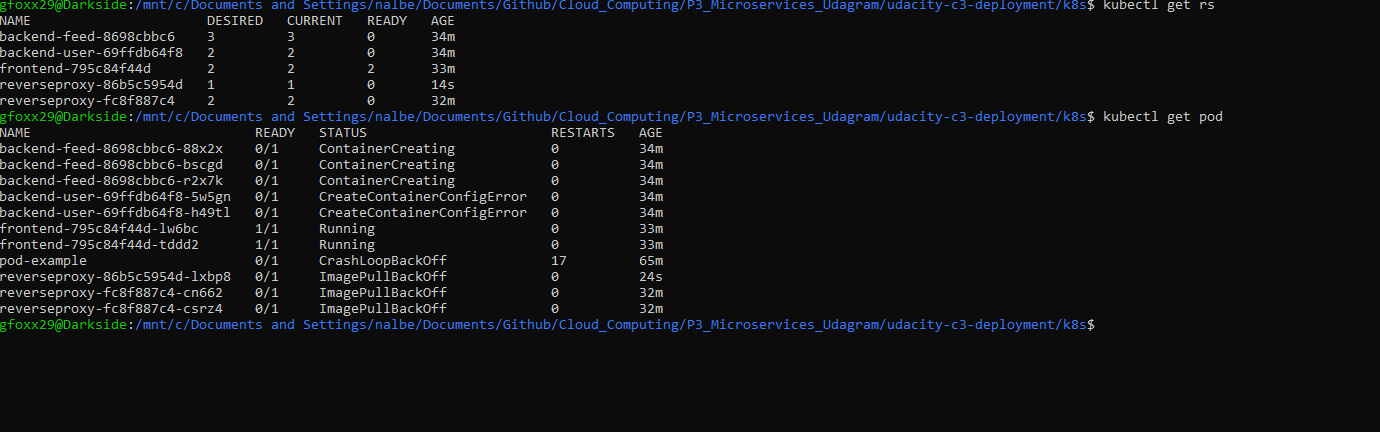 gfoxx29@Darkside:/mnt/c/Documents and Settings/nalbe/Documents/Github/Cloud_Computing/P3_Microservices_Udagram/udacity-c3-deployment/k8s$ kubectl get rs
NAME DESIRED CURRENT READY AGE
backend-feed-8698cbbc6 3 3 0 34m
backend-user-69ffdb64f8 2 2 0 34m
frontend-795c84f44d 2 2 2 33m
reverseproxy-86b5c5954d 1 1 0 14s
reverseproxy-fc8f887c4 2 2 0 32m
gfoxx29@Darkside:/mnt/c/Documents and Settings/nalbe/Documents/Github/Cloud_Computing/P3_Microservices_Udagram/udacity-c3-deployment/k8s$ kubectl get pod
NAME READY STATUS RESTARTS AGE
backend-feed-8698cbbc6-88x2x 0/1 ContainerCreating 0 34m
backend-feed-8698cbbc6-bscgd 0/1 ContainerCreating 0 34m
backend-feed-8698cbbc6-r2x7k 0/1 ContainerCreating 0 34m
backend-user-69ffdb64f8-5w5gn 0/1 CreateContainerConfigError 0 34m
backend-user-69ffdb64f8-h49tl 0/1 CreateContainerConfigError 0 34m
frontend-795c84f44d-lw6bc 1/1 Running 0 33m
frontend-795c84f44d-tddd2 1/1 Running 0 33m
pod-example 0/1 CrashLoopBackOff 17 65m
reverseproxy-86b5c5954d-lxbp8 0/1 ImagePullBackOff 0 24s
reverseproxy-fc8f887c4-cn662 0/1 ImagePullBackOff 0 32m
reverseproxy-fc8f887c4-csrz4 0/1 ImagePullBackOff 0 32m
gfoxx29@Darkside:/mnt/c/Documents and Settings/nalbe/Documents/Github/Cloud_Computing/P3_Microservices_Udagram/udacity-c3-deployment/k8s$